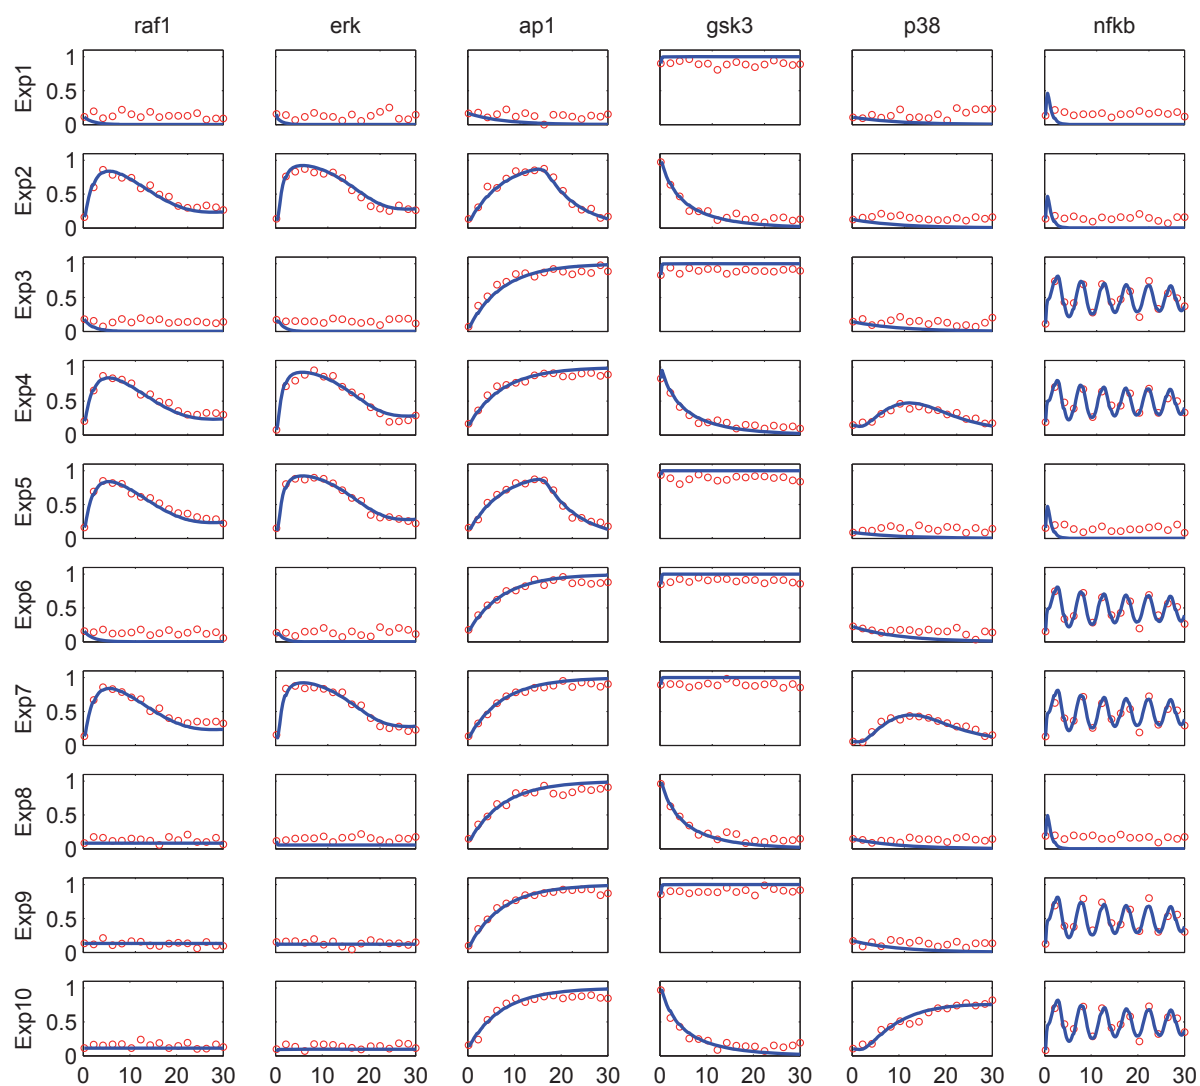 raf1 erk ap1 gsk3 p38 nfkb
Exp1 1 0.5 0
Exp2 1 0.5 0
Exp3 1 0.5 0
Exp4 1 0.5 0
Exp5 1 0.5 0
Exp6 1 0.5 0
Exp7 1 0.5 0
Exp8 1 0.5 0
Exp9 1 0.5 0
Exp10 1 0.5 0
0 10 20 30 0 10 20 30 0 10 20 30 0 10 20 30 0 10 20 30 0 10 20 30